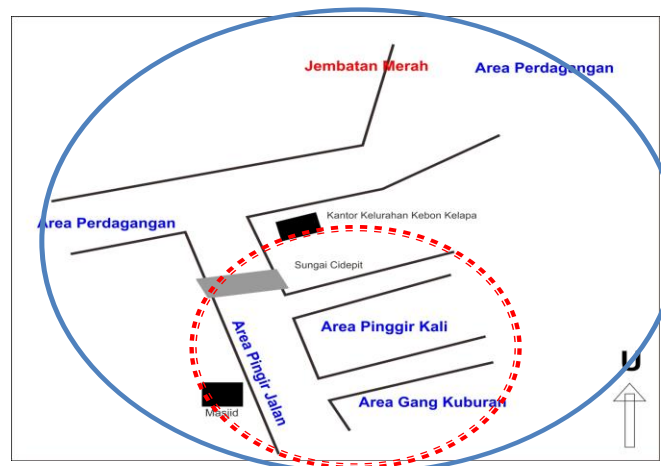 Jembatan Merah
Area Perdagangan
Kantor Kelurahan Kebon Kelapa
Area Perdagangan
Sungai Cidepit
Area Pinggir Kali
Area Pingir Jalan
U
Area Gang Kuburan
Masjid